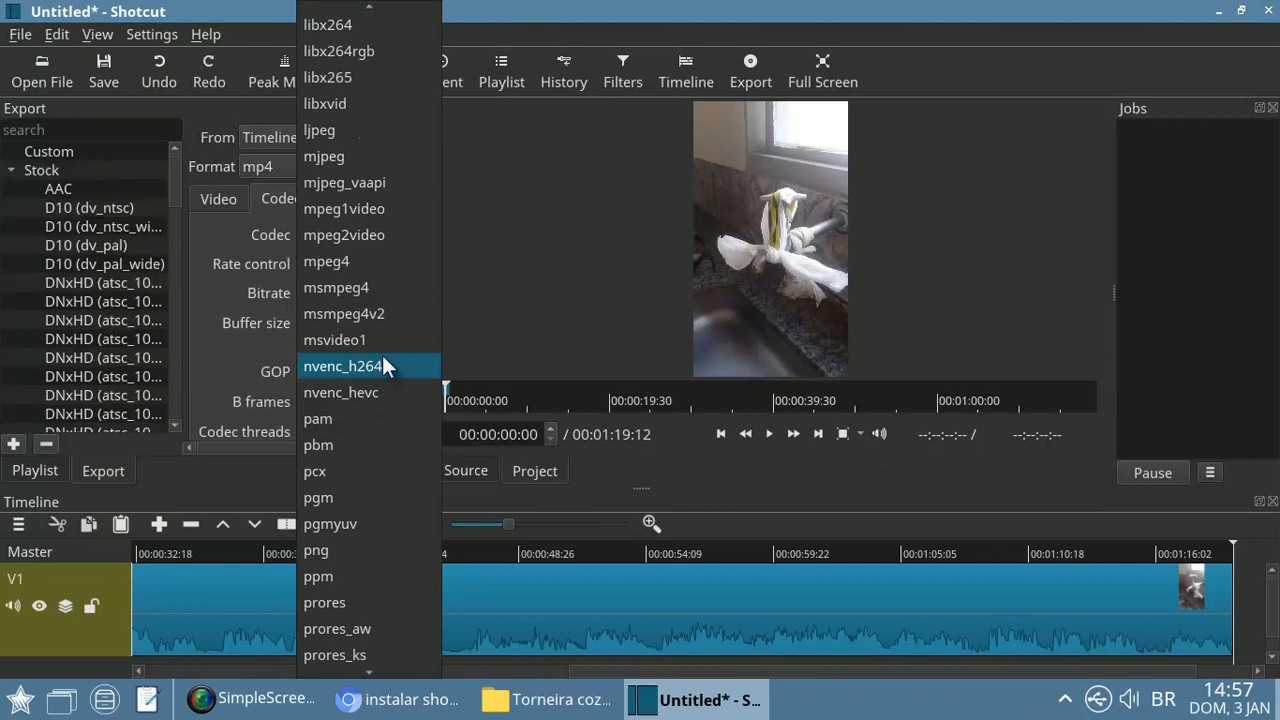 Untitled* - Shotcut
File Edit View Settings Help
Open File Save Undo Redo Peak M ent Playlist History Filters Timeline Export Full Screen
Export
search
Custom
Stock
AAC
D10 (dv_ntsc)
D10 (dv_ntsc_wi...
D10 (dv_pal)
D10 (dv_pal_wide)
DNxHD (atsc_10...
DNxHD (atsc_10...
DNxHD (atsc_10...
DNxHD (atsc_10...
DNxHD (atsc_10...
DNxHD (atsc_10...
DNxHD (atsc_10...
DNxHD (atsc_10...
Playlist Export
From Timeline
Format mp4
Video Codec
Codec
Rate control
Bitrate
Buffer size
GOP
B frames
Codec threads
libx264
libx264rgb
libx265
libxvid
ljpeg
mjpeg
mjpeg_vaapi
mpeg1video
mpeg2video
mpeg4
msmpeg4
msmpeg4v2
msvideo1
nvenc_h264
nvenc_hevc
pam
pbm
pcx
pgm
pgmyuv
png
ppm
prores
prores_aw
prores_ks
00:00:00:00 00:00:19:30 00:00:39:30 00:01:00:00
00:00:00:00 / 00:01:19:12 --:--:--:-- / --:--:--:--
Source Project
Jobs
Pause
Timeline
Master
00:00:32:18 00:00:3 4 00:00:48:26 00:00:54:09 00:00:59:22 00:01:05:05 00:01:10:18 00:01:16:02
V1
SimpleScree... instalar sho... Torneira coz... Untitled* - S... BR 14:57
DOM, 3 JAN